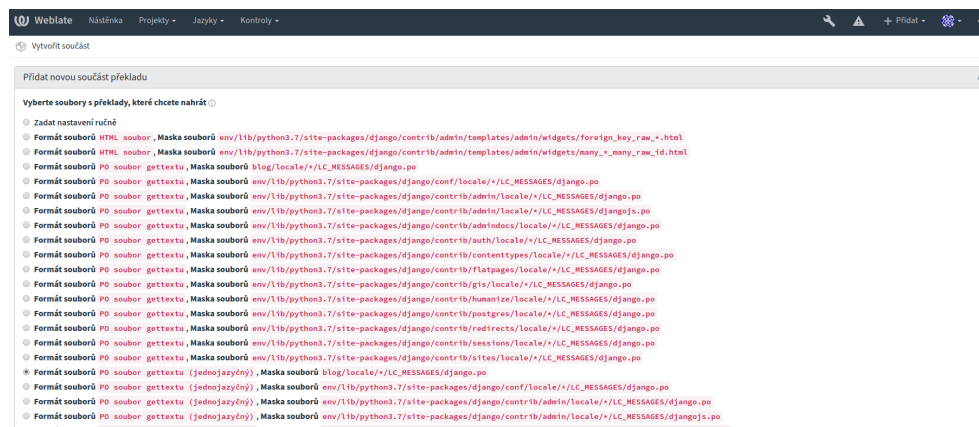 Weblate Nástěnka Projekty Jazyky Kontroly Přidat
Vytvořit součást
Přidat novou součást překladu
Vyberte soubory s překlady, které chcete nahrát
Zadat nastavení ručně
Formát souborů HTML soubor, Maska souborů env/lib/python3.7/site-packages/django/contrib/admin/templates/admin/widgets/foreign_key_raw_*.html
Formát souborů HTML soubor, Maska souborů env/lib/python3.7/site-packages/django/contrib/admin/templates/admin/widgets/many_*_many_raw_id.html
Formát souborů PO soubor gettextu, Maska souborů blog/locale/*/LC_MESSAGES/django.po
Formát souborů PO soubor gettextu, Maska souborů env/lib/python3.7/site-packages/django/conf/locale/*/LC_MESSAGES/django.po
Formát souborů PO soubor gettextu, Maska souborů env/lib/python3.7/site-packages/django/contrib/admin/locale/*/LC_MESSAGES/django.po
Formát souborů PO soubor gettextu, Maska souborů env/lib/python3.7/site-packages/django/contrib/admin/locale/*/LC_MESSAGES/djangojs.po
Formát souborů PO soubor gettextu, Maska souborů env/lib/python3.7/site-packages/django/contrib/admindocs/locale/*/LC_MESSAGES/django.po
Formát souborů PO soubor gettextu, Maska souborů env/lib/python3.7/site-packages/django/contrib/auth/locale/*/LC_MESSAGES/django.po
Formát souborů PO soubor gettextu, Maska souborů env/lib/python3.7/site-packages/django/contrib/contenttypes/locale/*/LC_MESSAGES/django.po
Formát souborů PO soubor gettextu, Maska souborů env/lib/python3.7/site-packages/django/contrib/flatpages/locale/*/LC_MESSAGES/django.po
Formát souborů PO soubor gettextu, Maska souborů env/lib/python3.7/site-packages/django/contrib/gis/locale/*/LC_MESSAGES/django.po
Formát souborů PO soubor gettextu, Maska souborů env/lib/python3.7/site-packages/django/contrib/humanize/locale/*/LC_MESSAGES/django.po
Formát souborů PO soubor gettextu, Maska souborů env/lib/python3.7/site-packages/django/contrib/postgres/locale/*/LC_MESSAGES/django.po
Formát souborů PO soubor gettextu, Maska souborů env/lib/python3.7/site-packages/django/contrib/redirects/locale/*/LC_MESSAGES/django.po
Formát souborů PO soubor gettextu, Maska souborů env/lib/python3.7/site-packages/django/contrib/sessions/locale/*/LC_MESSAGES/django.po
Formát souborů PO soubor gettextu, Maska souborů env/lib/python3.7/site-packages/django/contrib/sites/locale/*/LC_MESSAGES/django.po
Formát souborů PO soubor gettextu (jednojazyčný), Maska souborů blog/locale/*/LC_MESSAGES/django.po
Formát souborů PO soubor gettextu (jednojazyčný), Maska souborů env/lib/python3.7/site-packages/django/conf/locale/*/LC_MESSAGES/django.po
Formát souborů PO soubor gettextu (jednojazyčný), Maska souborů env/lib/python3.7/site-packages/django/contrib/admin/locale/*/LC_MESSAGES/django.po
Formát souborů PO soubor gettextu (jednojazyčný), Maska souborů env/lib/python3.7/site-packages/django/contrib/admin/locale/*/LC_MESSAGES/djangojs.po